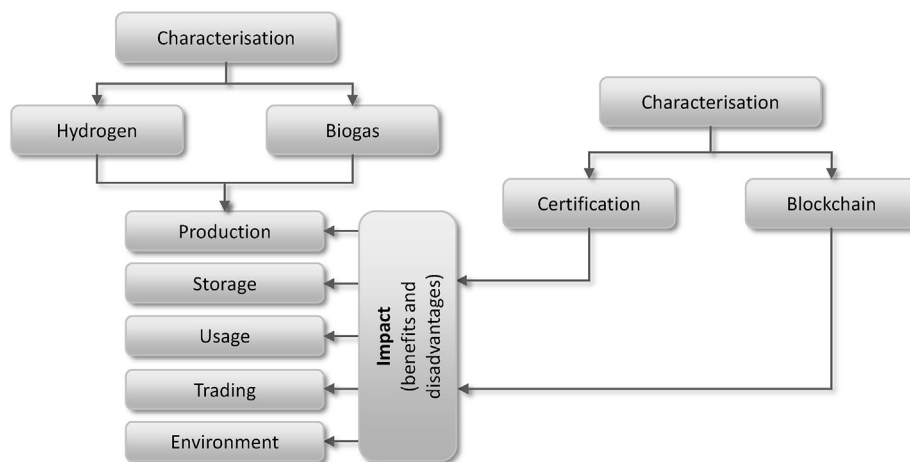 Characterisation
Hydrogen
Biogas
Characterisation
Certification
Blockchain
Production
Storage
Usage
Trading
Environment
Impact
(benefits and
disadvantages)